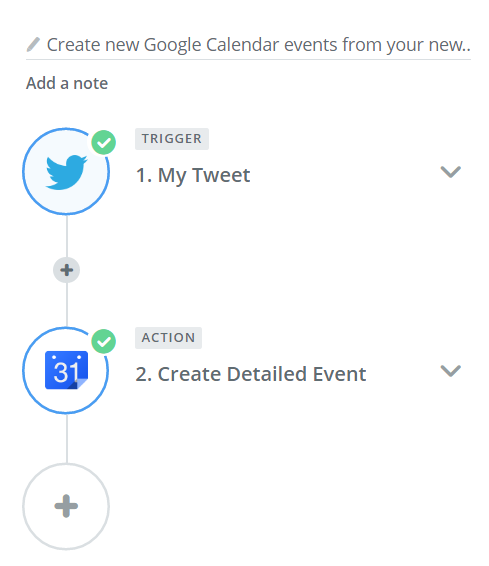 Create new Google Calendar events from your new..
Add a note
TRIGGER
1. My Tweet
ACTION
31
2. Create Detailed Event